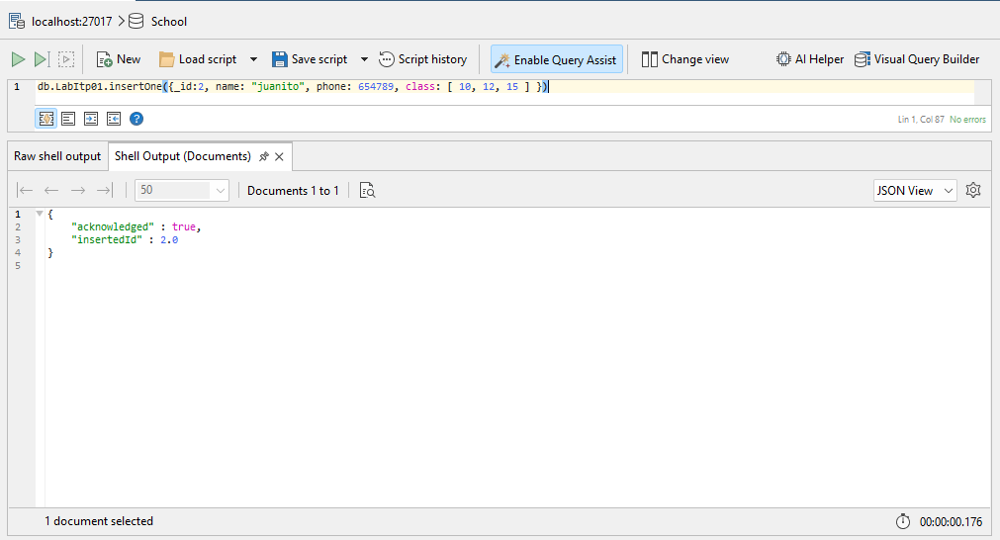 localhost:27017 School
New Load script Save script Script history Enable Query Assist Change view AI Helper Visual Query Builder
1 db.LabItp01.insertOne({_id:2, name: "juanito", phone: 654789, class: [ 10, 12, 15 ] })
Lin 1, Col 87 No errors
Raw shell output Shell Output (Documents)
50 Documents 1 to 1 JSON View
1 {
2 "acknowledged" : true,
3 "insertedId" : 2.0
4 }
5
1 document selected 00:00:00.176